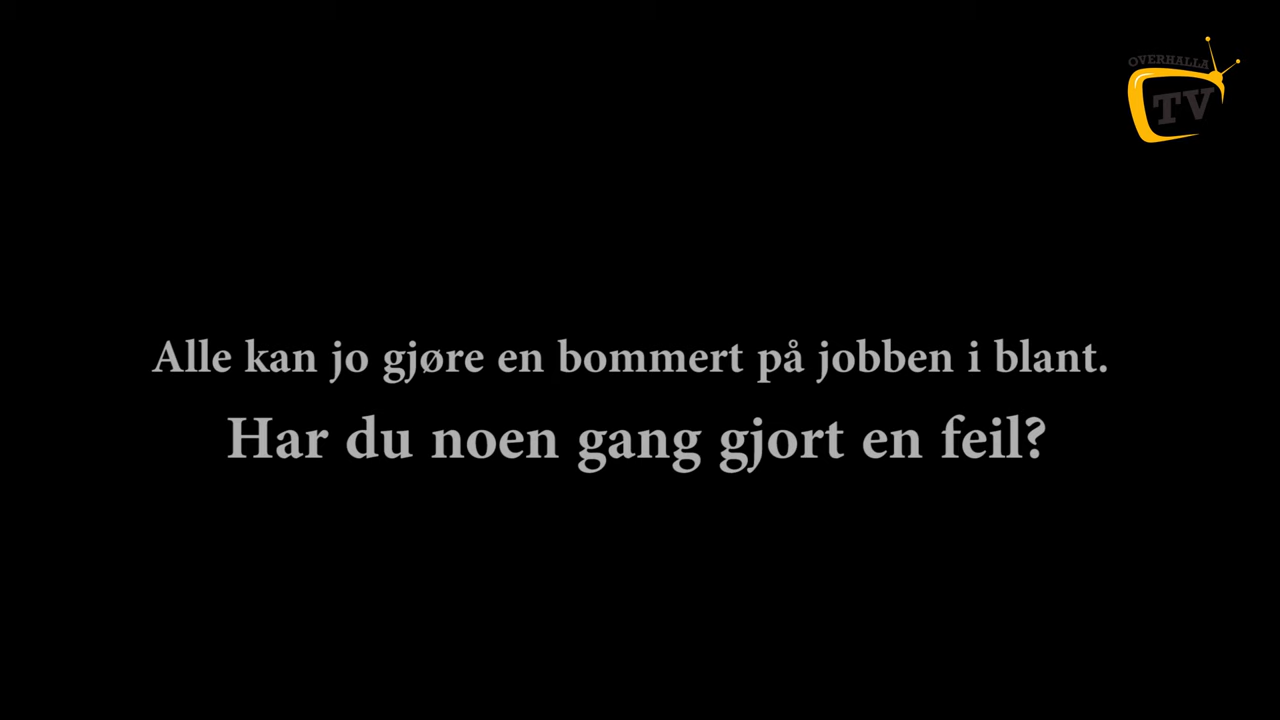 OVERHALLA
TV
Alle kan jo gjøre en bommert på jobben i blant.
Har du noen gang gjort en feil?